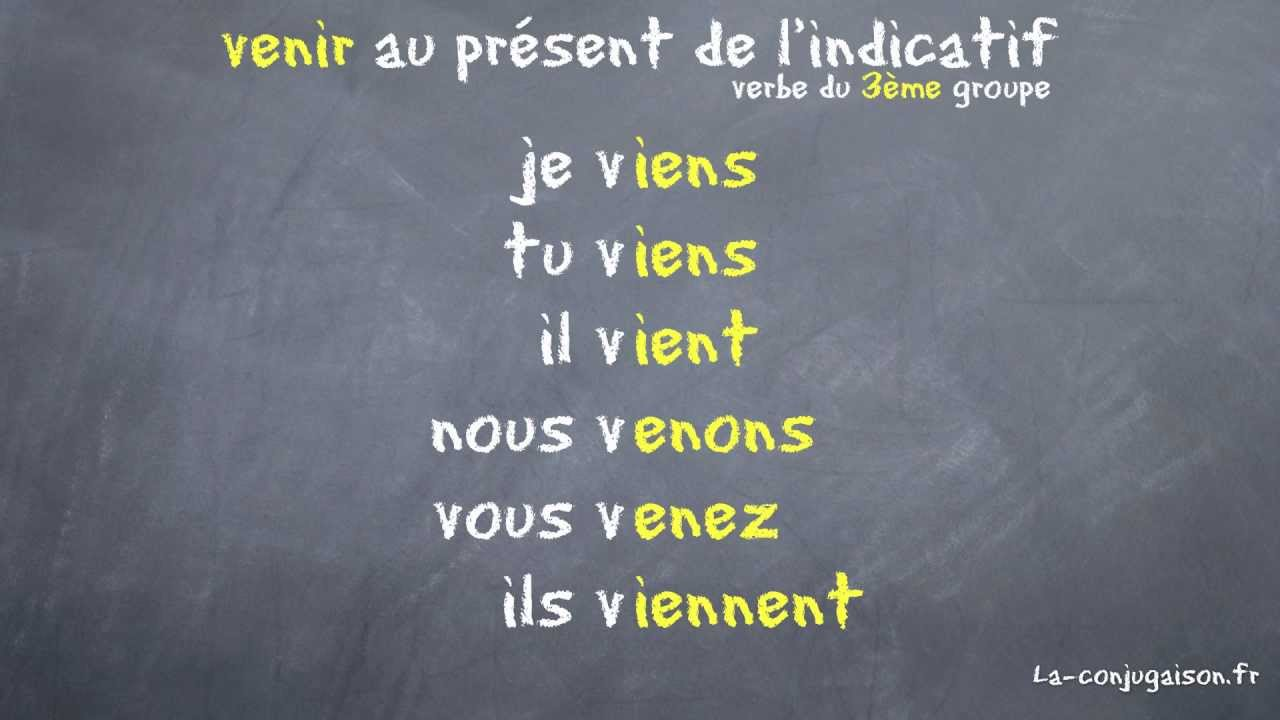 venir au présent de l'indicatif
verbe du 3ème groupe
je viens
tu viens
il vient
nous venons
vous venez
ils viennent
La-conjugaison.fr